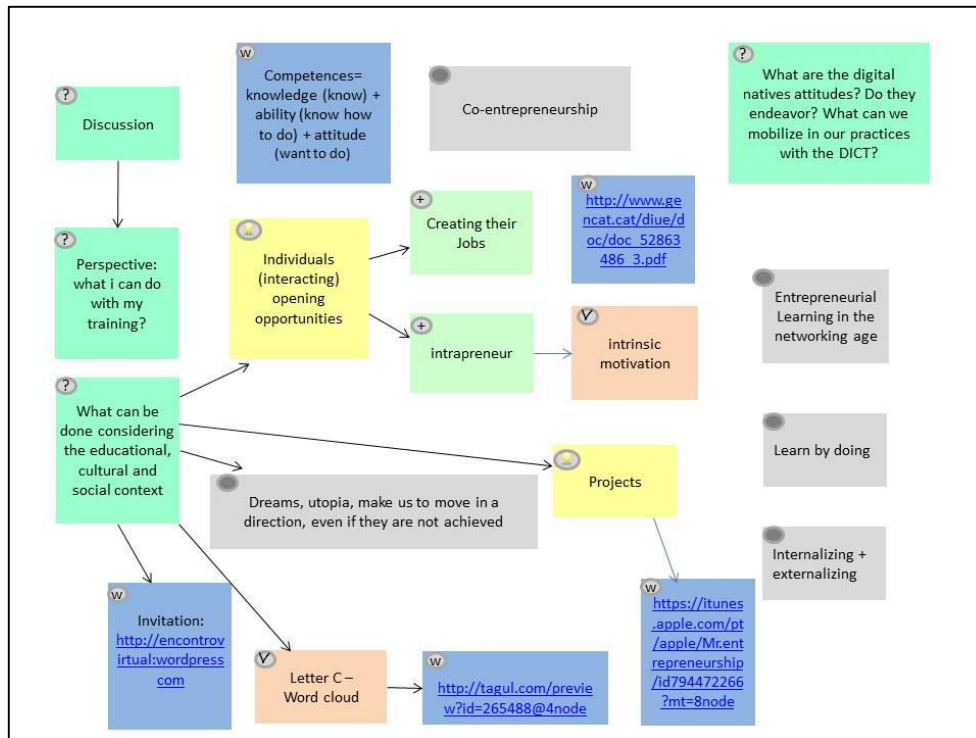 ?
Discussion
w
Competences=
knowledge (know) +
ability (know how
to do) + attitude
(want to do)
Co-entrepreneurship
?
What are the digital
natives attitudes? Do they
endeavor? What can we
mobilize in our practices
with the DICT?
?
Perspective:
what i can do
with my
training?
Individuals
(interacting)
opening
opportunities
+
Creating their
Jobs
w
http://www.ge
ncat.cat/diue/d
oc/doc_52863
486_3.pdf
+
intrapreneur
√
intrinsic
motivation
Entrepreneurial
Learning in the
networking age
?
What can be
done considering
the educational,
cultural and
social context
Dreams, utopia, make us to move in a
direction, even if they are not achieved
Projects
Learn by doing
Internalizing +
externalizing
w
Invitation:
http://encontro
virtual:wordpress
com
√
Letter C –
Word cloud
w
http://tagul.com/previe
w?id=265488@4node
w
https://itunes
.apple.com/pt
/apple/Mr.ent
repreneurship
/id794472266
?mt=8node